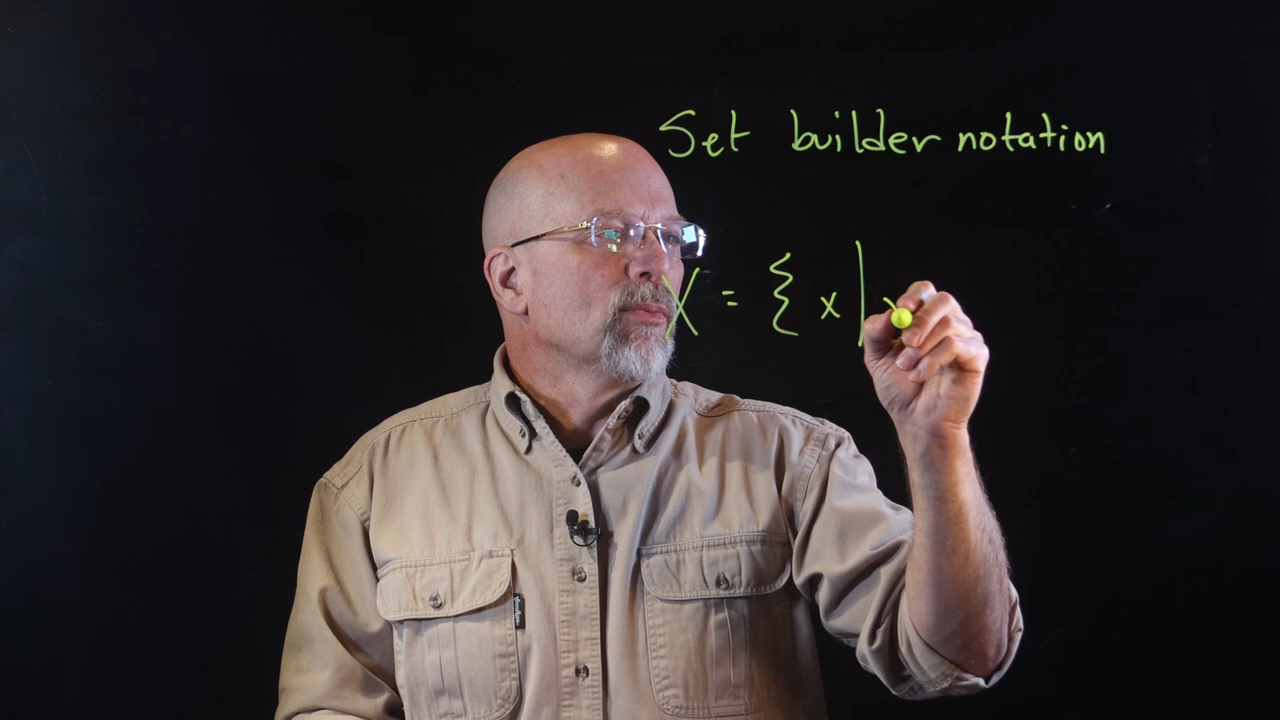 Set builder notation
X = { x |